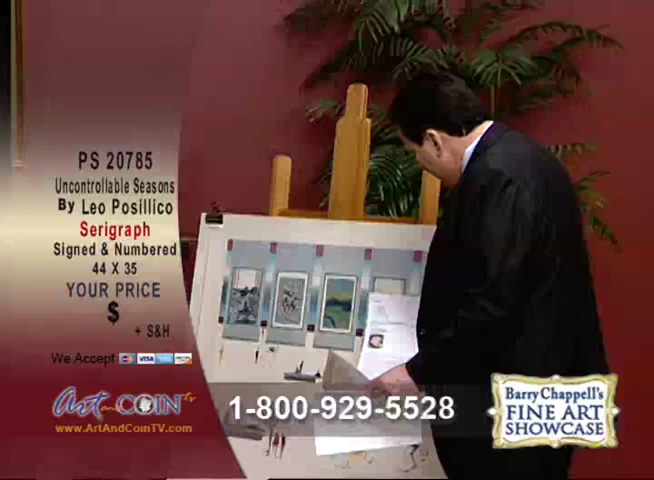 PS 20785
Uncontrollable Seasons
By Leo Posillico
Serigraph
Signed & Numbered
44 X 35
YOUR PRICE
$
+ S&H
We Accept
VISA
Art and COIN tv
www.ArtAndCoinTV.com
1-800-929-5528
Barry Chappell's
FINE ART
SHOWCASE